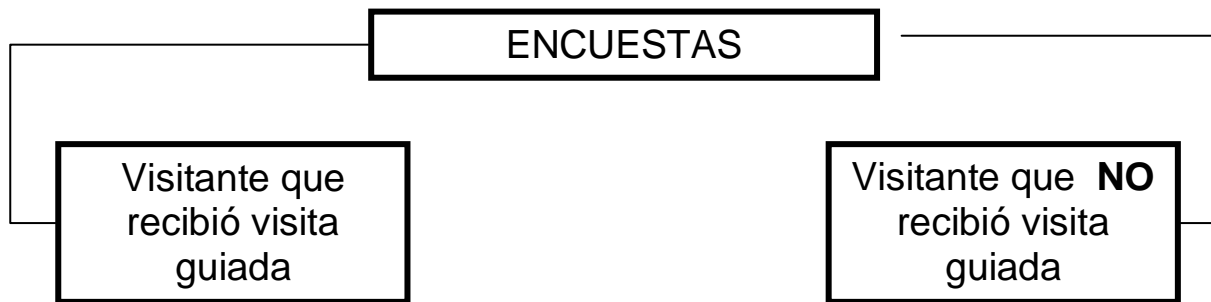 ENCUESTAS
Visitante que
recibió visita
guiada
Visitante que NO
recibió visita
guiada